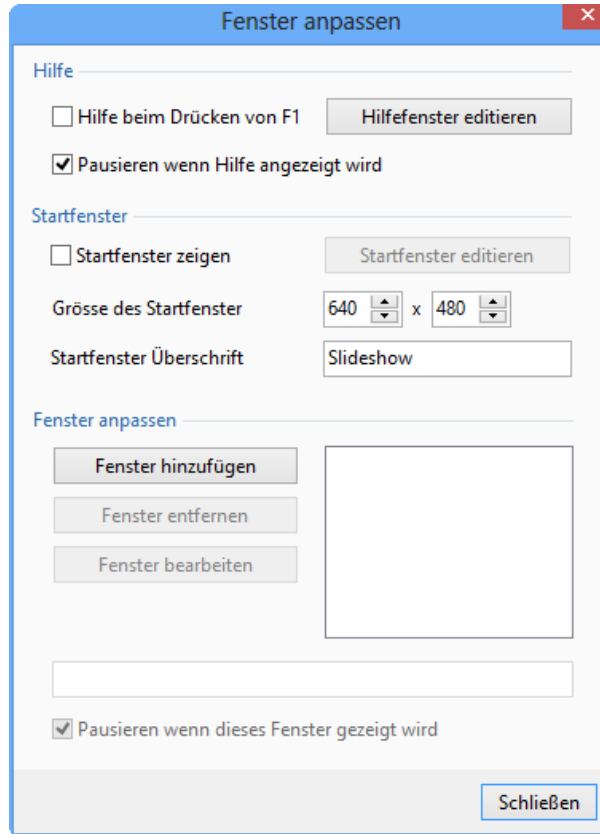 Fenster anpassen
Hilfe
Hilfe beim Drücken von F1 Hilfefenster editieren
Pausieren wenn Hilfe angezeigt wird
Startfenster
Startfenster zeigen Startfenster editieren
Grösse des Startfenster 640 x 480
Startfenster Überschrift Slideshow
Fenster anpassen
Fenster hinzufügen
Fenster entfernen
Fenster bearbeiten
Pausieren wenn dieses Fenster gezeigt wird
Schließen